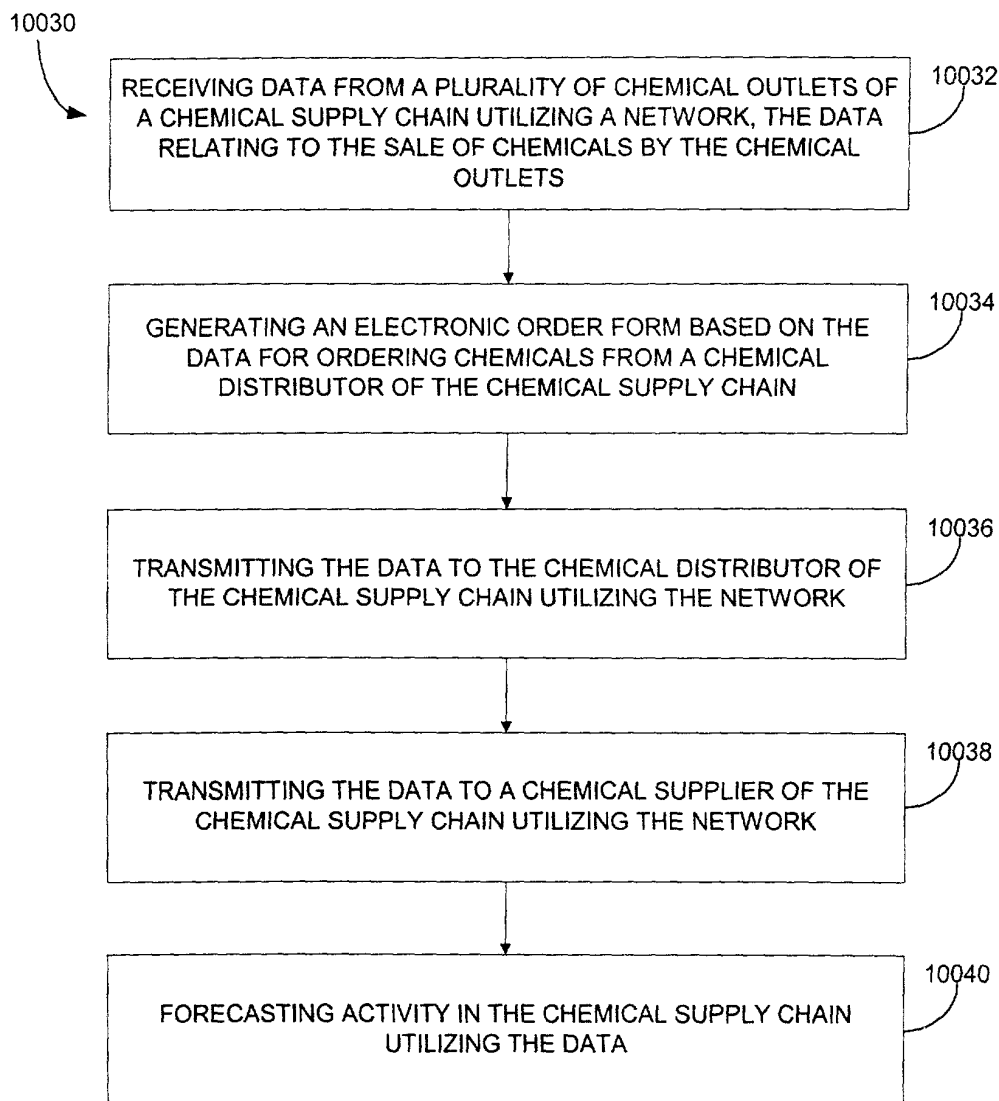 10030
RECEIVING DATA FROM A PLURALITY OF CHEMICAL OUTLETS OF
A CHEMICAL SUPPLY CHAIN UTILIZING A NETWORK, THE DATA
RELATING TO THE SALE OF CHEMICALS BY THE CHEMICAL
OUTLETS
10032
GENERATING AN ELECTRONIC ORDER FORM BASED ON THE
DATA FOR ORDERING CHEMICALS FROM A CHEMICAL
DISTRIBUTOR OF THE CHEMICAL SUPPLY CHAIN
10034
TRANSMITTING THE DATA TO THE CHEMICAL DISTRIBUTOR OF
THE CHEMICAL SUPPLY CHAIN UTILIZING THE NETWORK
10036
TRANSMITTING THE DATA TO A CHEMICAL SUPPLIER OF THE
CHEMICAL SUPPLY CHAIN UTILIZING THE NETWORK
10038
FORECASTING ACTIVITY IN THE CHEMICAL SUPPLY CHAIN
UTILIZING THE DATA
10040